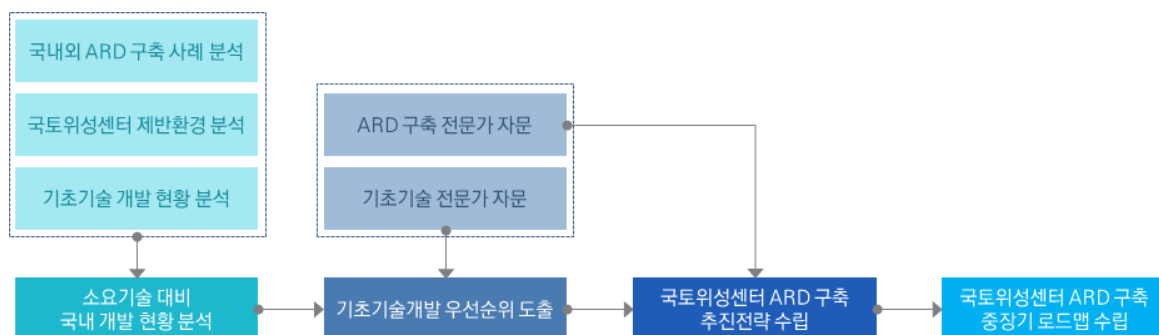 국내외 ARD 구축 사례 분석
국토위성센터 제반환경 분석
기초기술 개발 현황 분석
ARD 구축 전문가 자문
기초기술 전문가 자문
소요기술 대비
국내 개발 현황 분석
기초기술개발 우선순위 도출
국토위성센터 ARD 구축
추진전략 수립
국토위성센터 ARD 구축
중장기 로드맵 수립